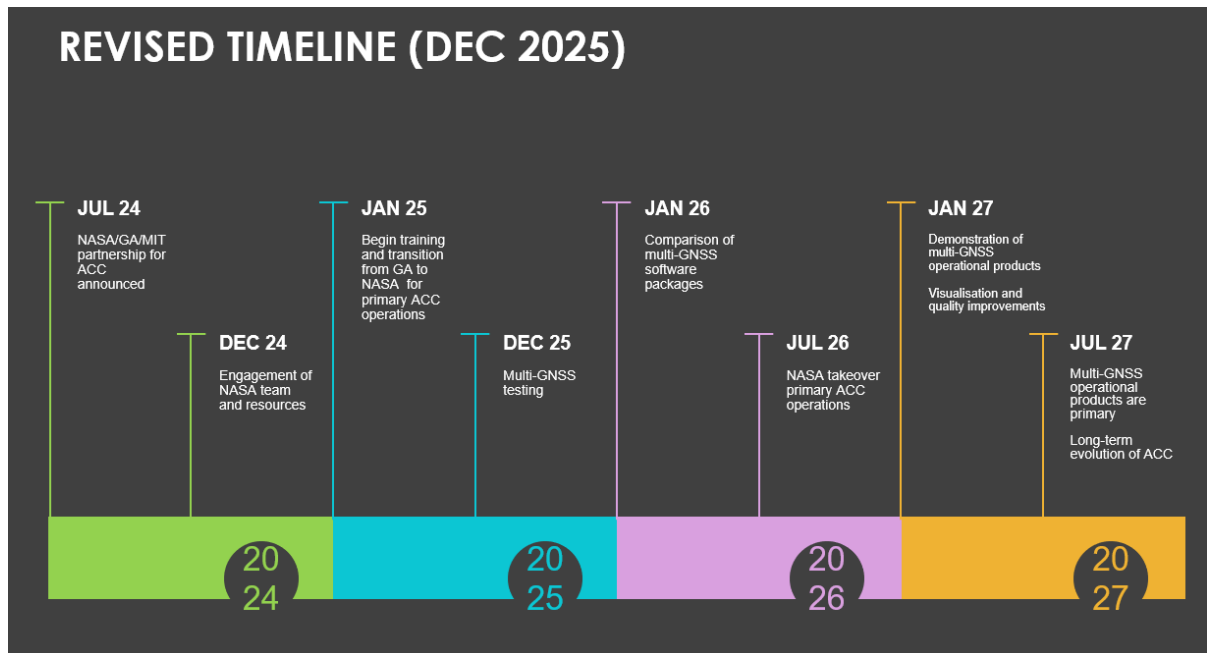 REVISED TIMELINE (DEC 2025)
JUL 24
NASA/GA/MIT
partnership for
ACC
announced
DEC 24
Engagement of
NASA team
and resources
JAN 25
Begin training
and transition
from GA to
NASA for
primary ACC
operations
DEC 25
Multi-GNSS
testing
JAN 26
Comparison of
multi-GNSS
software
packages
JUL 26
NASA takeover
primary ACC
operations
JAN 27
Demonstration of
multi-GNSS
operational products
Visualisation and
quality improvements
JUL 27
Multi-GNSS
operational
products are
primary
Long-term
evolution of ACC
20
24
20
25
20
26
20
27